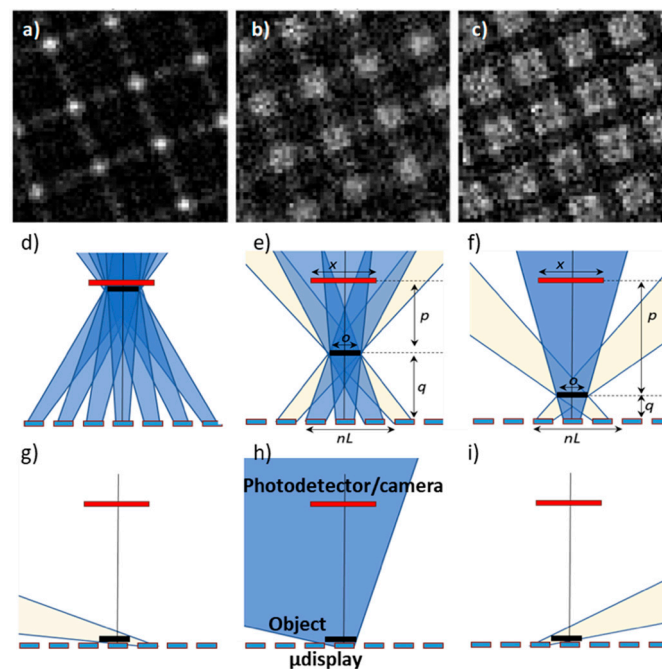 a)
b)
c)
d)
e)
f)
x
x
p
p
o
q
o
q
nL
nL
g)
h)
i)
Photodetector/camera
Object
µdisplay